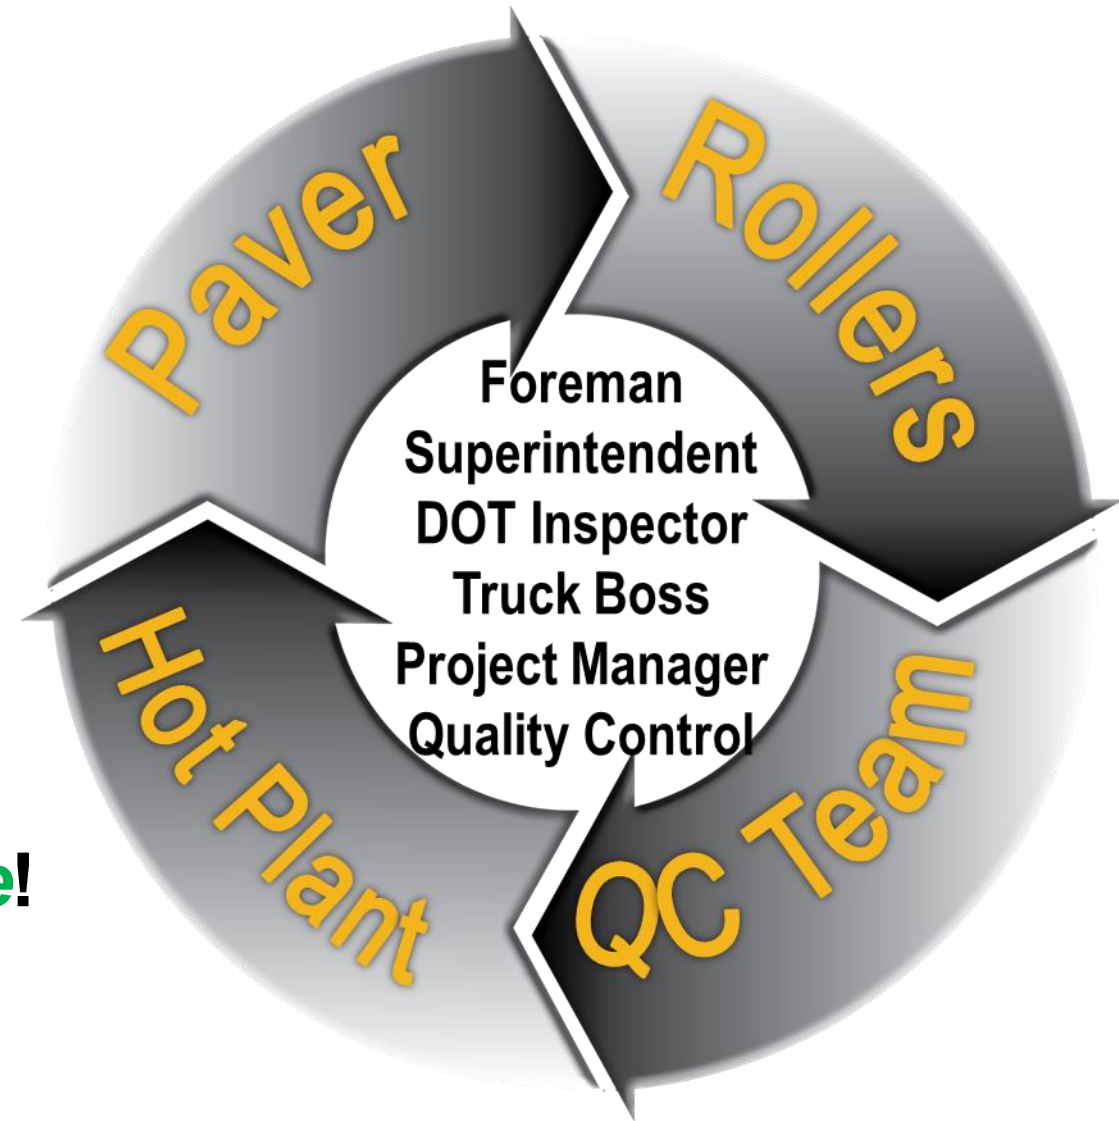 Paver
Rollers
Foreman
Superintendent
DOT Inspector
Truck Boss
Project Manager
Quality Control
Hot Plant
QC Team
e!